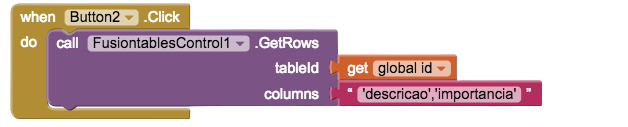 when Button2 .Click
do call FusiontablesControl1 .GetRows
tableId get global id
columns " 'descricao','importancia' "